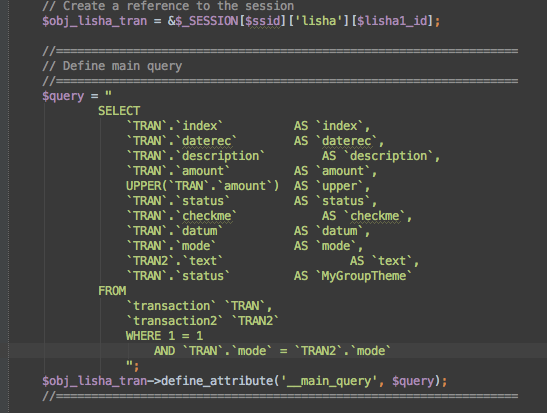 // Create a reference to the session
$obj_lisha_tran = &$_SESSION[$ssid]['lisha'][$lisha1_id];
//==================================================================
// Define main query
//==================================================================
$query = "
SELECT
`TRAN`.`index` AS `index`,
`TRAN`.`daterec` AS `daterec`,
`TRAN`.`description` AS `description`,
`TRAN`.`amount` AS `amount`,
UPPER(`TRAN`.`amount`) AS `upper`,
`TRAN`.`status` AS `status`,
`TRAN`.`checkme` AS `checkme`,
`TRAN`.`datum` AS `datum`,
`TRAN`.`mode` AS `mode`,
`TRAN2`.`text` AS `text`,
`TRAN`.`status` AS `MyGroupTheme`
FROM
`transaction` `TRAN`,
`transaction2` `TRAN2`
WHERE 1 = 1
AND `TRAN`.`mode` = `TRAN2`.`mode`
";
$obj_lisha_tran->define_attribute('__main_query', $query);
//==================================================================